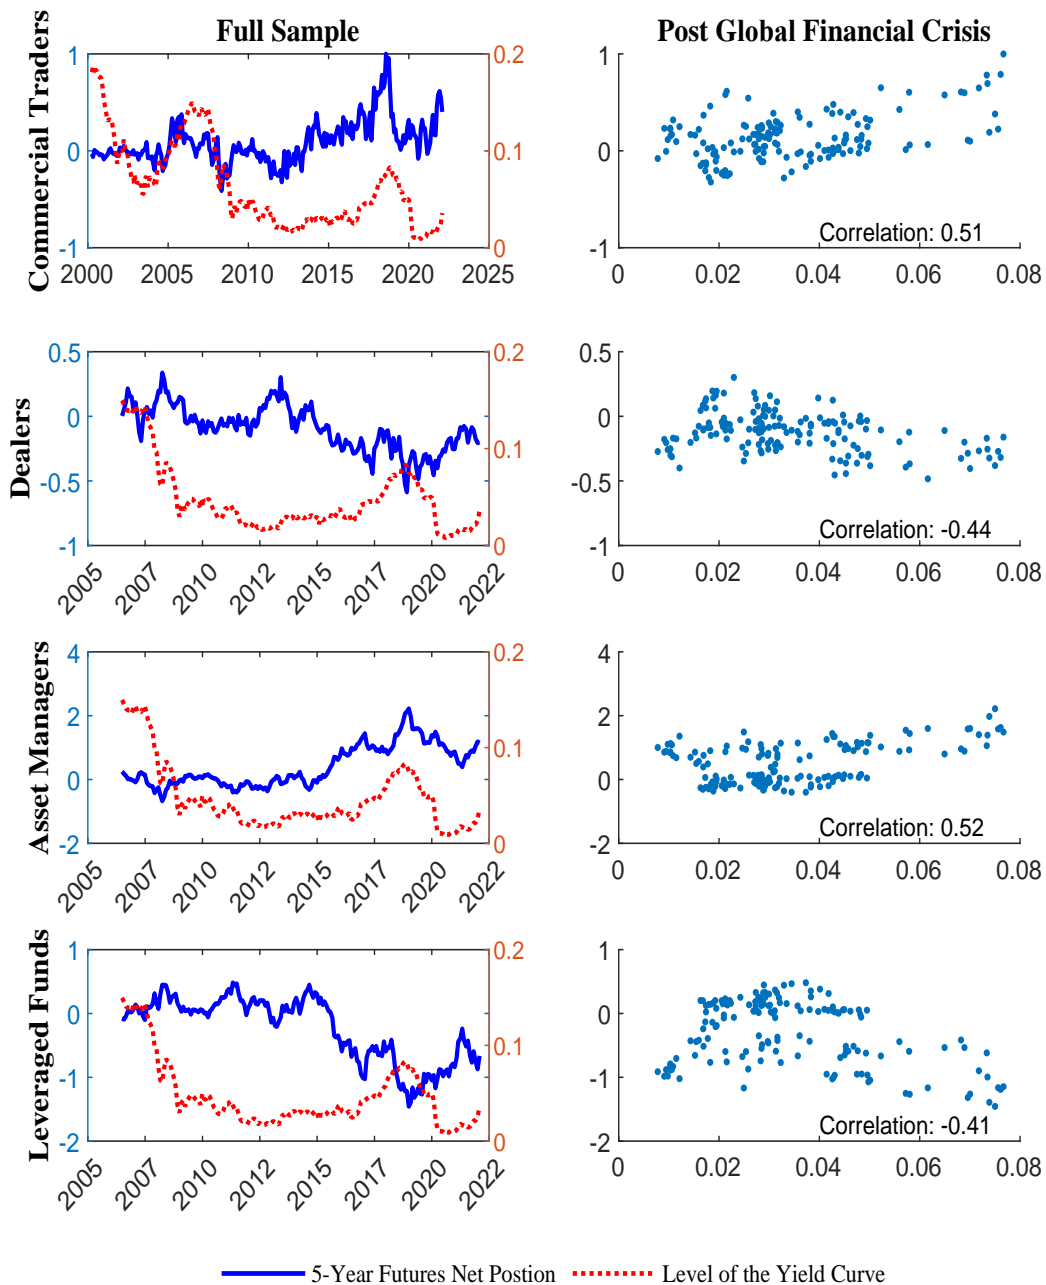 Full Sample
Post Global Financial Crisis
Commercial Traders
1
0
-1
0.2
0.1
0
2000 2005 2010 2015 2020 2025
1
0
-1
Correlation: 0.51
0 0.02 0.04 0.06 0.08
Dealers
0.5
0
-0.5
-1
0.2
0.1
0
2005 2007 2010 2012 2015 2017 2020 2022
0.5
0
-0.5
-1
Correlation: -0.44
0 0.02 0.04 0.06 0.08
Asset Managers
4
2
0
-2
0.2
0.1
0
2005 2007 2010 2012 2015 2017 2020 2022
4
2
0
-2
Correlation: 0.52
0 0.02 0.04 0.06 0.08
Leveraged Funds
1
0
-1
-2
0.2
0.1
0
2005 2007 2010 2012 2015 2017 2020 2022
1
0
-1
-2
Correlation: -0.41
0 0.02 0.04 0.06 0.08
5-Year Futures Net Postion Level of the Yield Curve